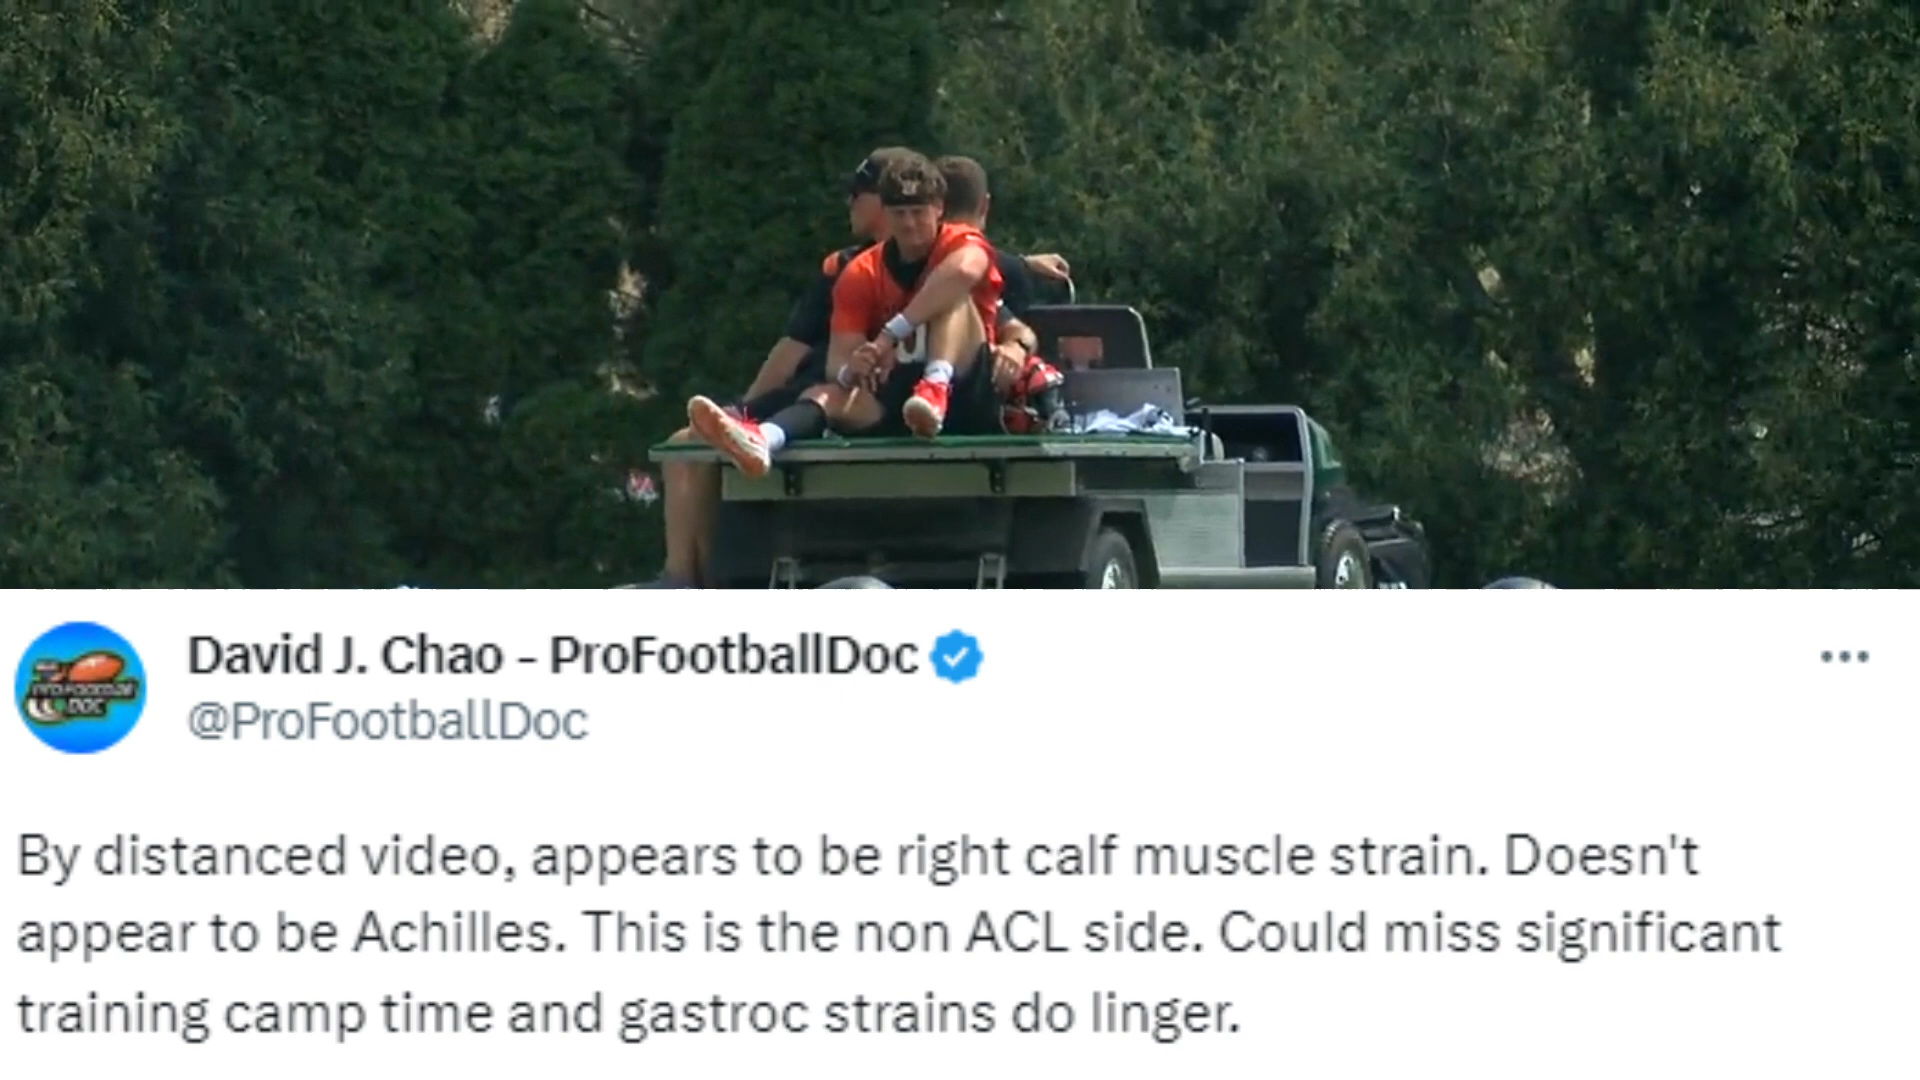 David J. Chao - ProFootballDoc
@ProFootballDoc
By distanced video, appears to be right calf muscle strain. Doesn't
appear to be Achilles. This is the non ACL side. Could miss significant
training camp time and gastroc strains do linger.